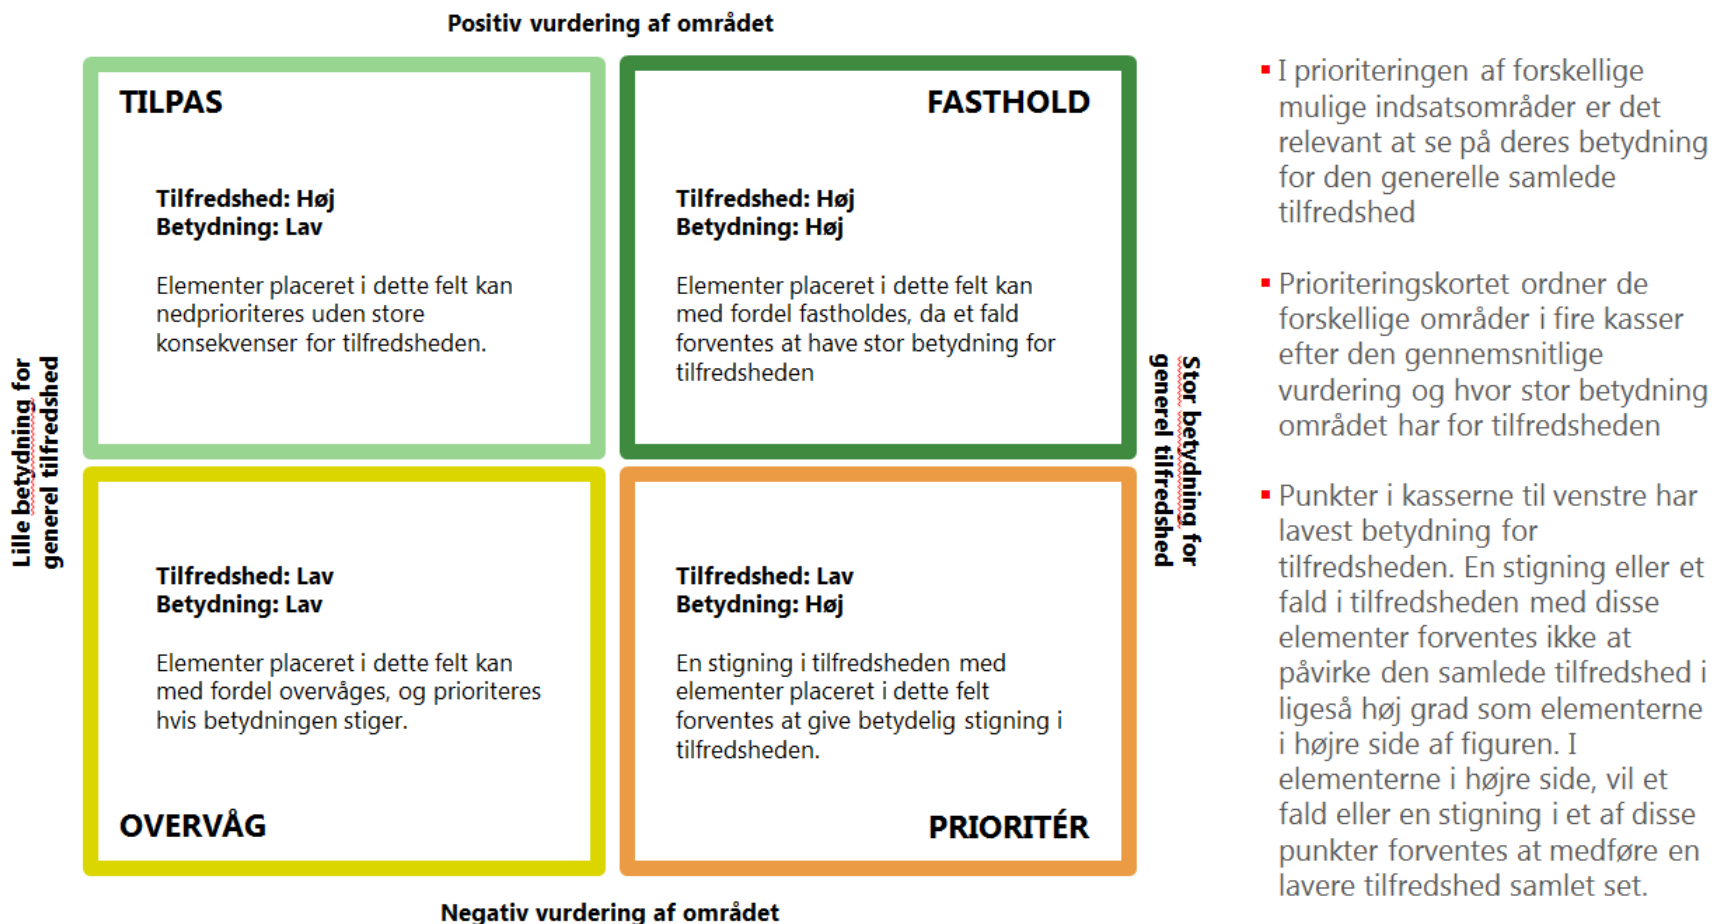 Positiv vurdering af området
TILPAS
Tilfredshed: Høj
Betydning: Lav
Elementer placeret i dette felt kan
nedprioriteres uden store
konsekvenser for tilfredsheden.
FASTHOLD
Tilfredshed: Høj
Betydning: Høj
Elementer placeret i dette felt kan
med fordel fastholdes, da et fald
forventes at have stor betydning for
tilfredsheden
Lille betydning for
generel tilfredshed
Stor betydning for
generel tilfredshed
Tilfredshed: Lav
Betydning: Lav
Elementer placeret i dette felt kan
med fordel overvåges, og prioriteres
hvis betydningen stiger.
OVERVÅG
Tilfredshed: Lav
Betydning: Høj
En stigning i tilfredsheden med
elementer placeret i dette felt
forventes at give betydelig stigning i
tilfredsheden.
PRIORITÉR
Negativ vurdering af området
▪ I prioriteringen af forskellige
mulige indsatsområder er det
relevant at se på deres betydning
for den generelle samlede
tilfredshed
▪ Prioriteringskortet ordner de
forskellige områder i fire kasser
efter den gennemsnitlige
vurdering og hvor stor betydning
området har for tilfredsheden
▪ Punkter i kasserne til venstre har
lavest betydning for
tilfredsheden. En stigning eller et
fald i tilfredsheden med disse
elementer forventes ikke at
påvirke den samlede tilfredshed i
ligeså høj grad som elementerne
i højre side af figuren. I
elementerne i højre side, vil et
fald eller en stigning i et af disse
punkter forventes at medføre en
lavere tilfredshed samlet set.